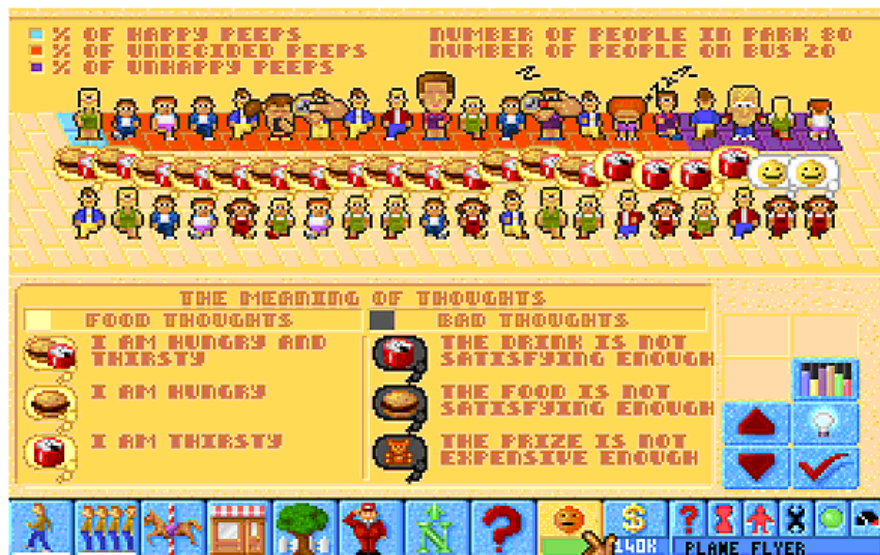 % OF HAPPY PEEPS
% OF UNDECIDED PEEPS
% OF UNHAPPY PEEPS
NUMBER OF PEOPLE IN PARK 80
NUMBER OF PEOPLE ON BUS 20
THE MEANING OF THOUGHTS
FOOD THOUGHTS
BAD THOUGHTS
I AM HUNGRY AND
THIRSTY
THE DRINK IS NOT
SATISFYING ENOUGH
I AM HUNGRY
THE FOOD IS NOT
SATISFYING ENOUGH
I AM THIRSTY
THE PRIZE IS NOT
EXPENSIVE ENOUGH
140K
PLAME FLYER